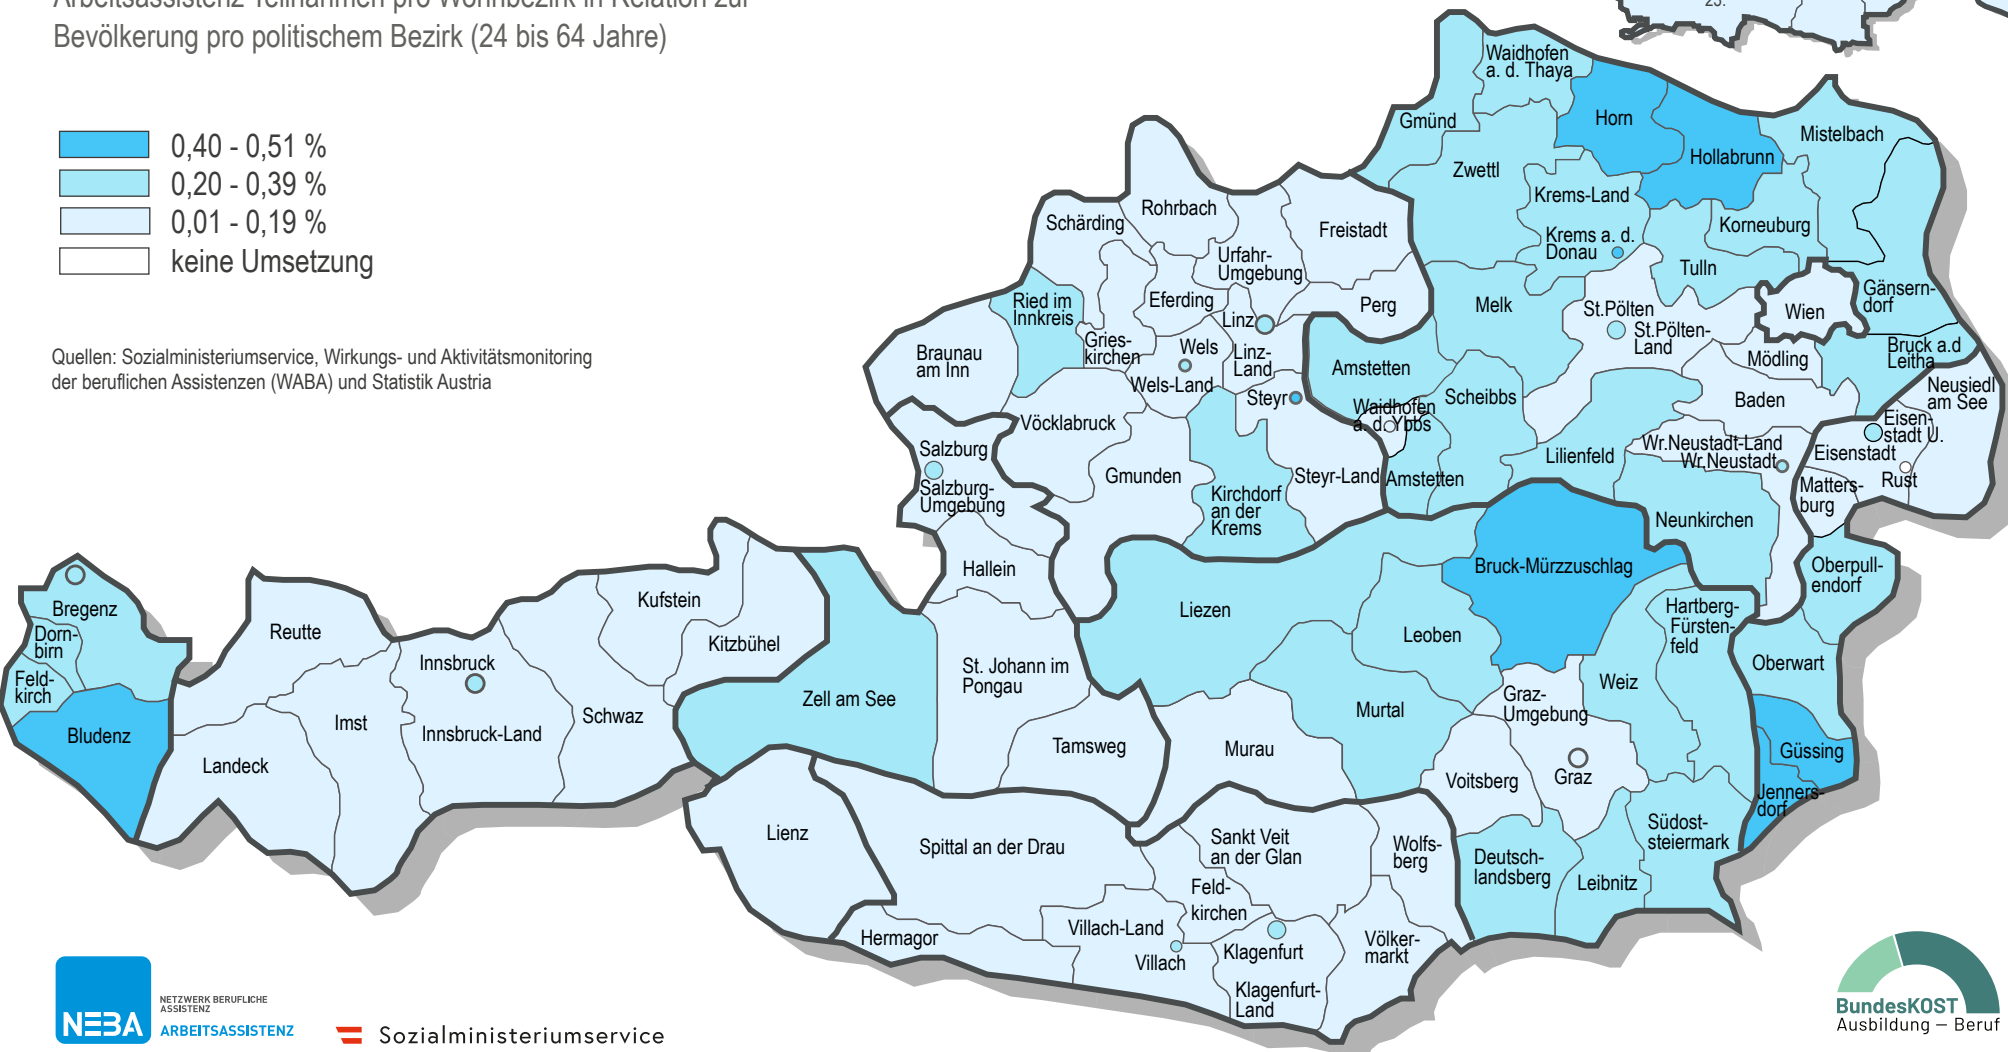 Arbeitsassistenz Teilnahmen pro Wohnbezirk in Relation zur
Bevölkerung pro politischem Bezirk (24 bis 64 Jahre)
23.
0,40 - 0,51 %
0,20 - 0,39 %
0,01 - 0,19 %
keine Umsetzung
Quellen: Sozialministeriumservice, Wirkungs- und Aktivitätsmonitoring
der beruflichen Assistenzen (WABA) und Statistik Austria
Waidhofen
a. d. Thaya
Gmünd
Horn
Hollabrunn
Mistelbach
Zwettl
Krems-Land
Krems a. d.
Donau
Korneuburg
Tulln
Gänsern-
dorf
Wien
Melk
St.Pölten
St.Pölten-
Land
Mödling
Bruck a.d
Leitha
Baden
Neusiedl
am See
Eisen-
stadt U.
Eisenstadt
Rust
Matters-
burg
Amstetten
Waidhofen
a. d. Ybbs
Scheibbs
Amstetten
Lilienfeld
Wr.Neustadt-Land
Wr.Neustadt
Neunkirchen
Oberpull-
endorf
Oberwart
Güssing
Jenners-
dorf
Rohrbach
Schärding
Freistadt
Urfahr-
Umgebung
Ried im
Innkreis
Eferding
Perg
Linz
Gries-
kirchen
Wels
Linz-
Land
Wels-Land
Steyr
Braunau
am Inn
Vöcklabruck
Gmunden
Kirchdorf
an der
Krems
Steyr-Land
Salzburg
Salzburg-
Umgebung
Hallein
St. Johann im
Pongau
Tamsweg
Zell am See
Bregenz
Dorn-
birn
Feld-
kirch
Bludenz
Reutte
Landeck
Imst
Innsbruck
Innsbruck-Land
Schwaz
Kufstein
Kitzbühel
Lienz
Liezen
Leoben
Bruck-Mürzzuschlag
Hartberg-
Fürsten-
feld
Weiz
Graz-
Umgebung
Graz
Murtal
Murau
Voitsberg
Deutsch-
landsberg
Leibnitz
Südost-
steiermark
Spittal an der Drau
Hermagor
Sankt Veit
an der Glan
Feld-
kirchen
Villach-Land
Villach
Klagenfurt
Klagenfurt-
Land
Völker-
markt
Wolfs-
berg
NEBA
NETZWERK BERUFLICHE
ASSISTENZ
ARBEITSASSISTENZ
Sozialministeriumservice
BundesKOST
Ausbildung – Beruf